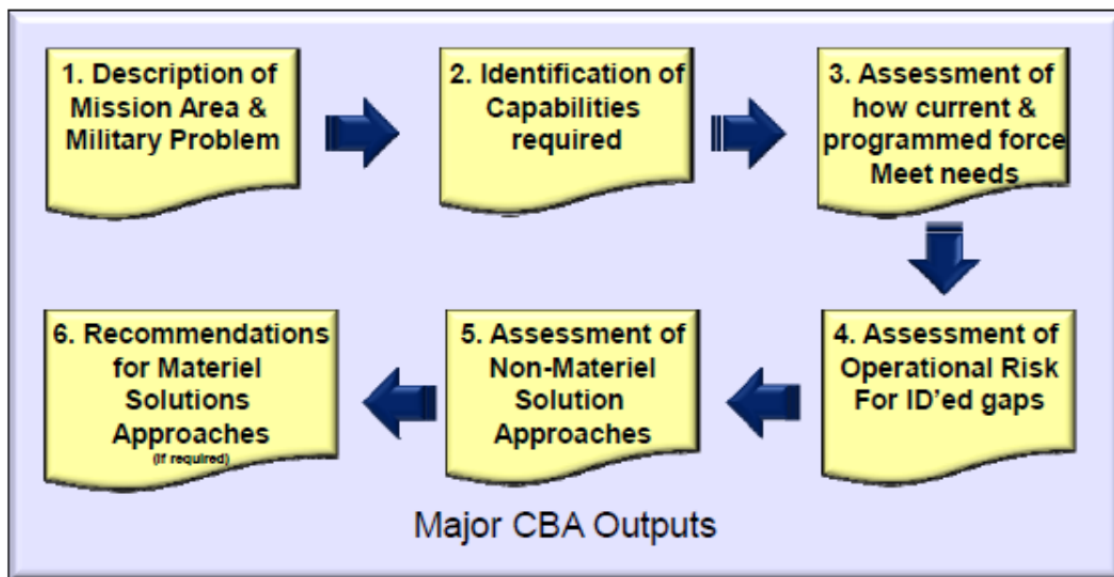 1. Description of
Mission Area &
Military Problem
2. Identification of
Capabilities
required
3. Assessment of
how current &
programmed force
Meet needs
4. Assessment of
Operational Risk
For ID'ed gaps
5. Assessment of
Non-Materiel
Solution
Approaches
6. Recommendations
for Materiel
Solutions
Approaches
(if required)
Major CBA Outputs